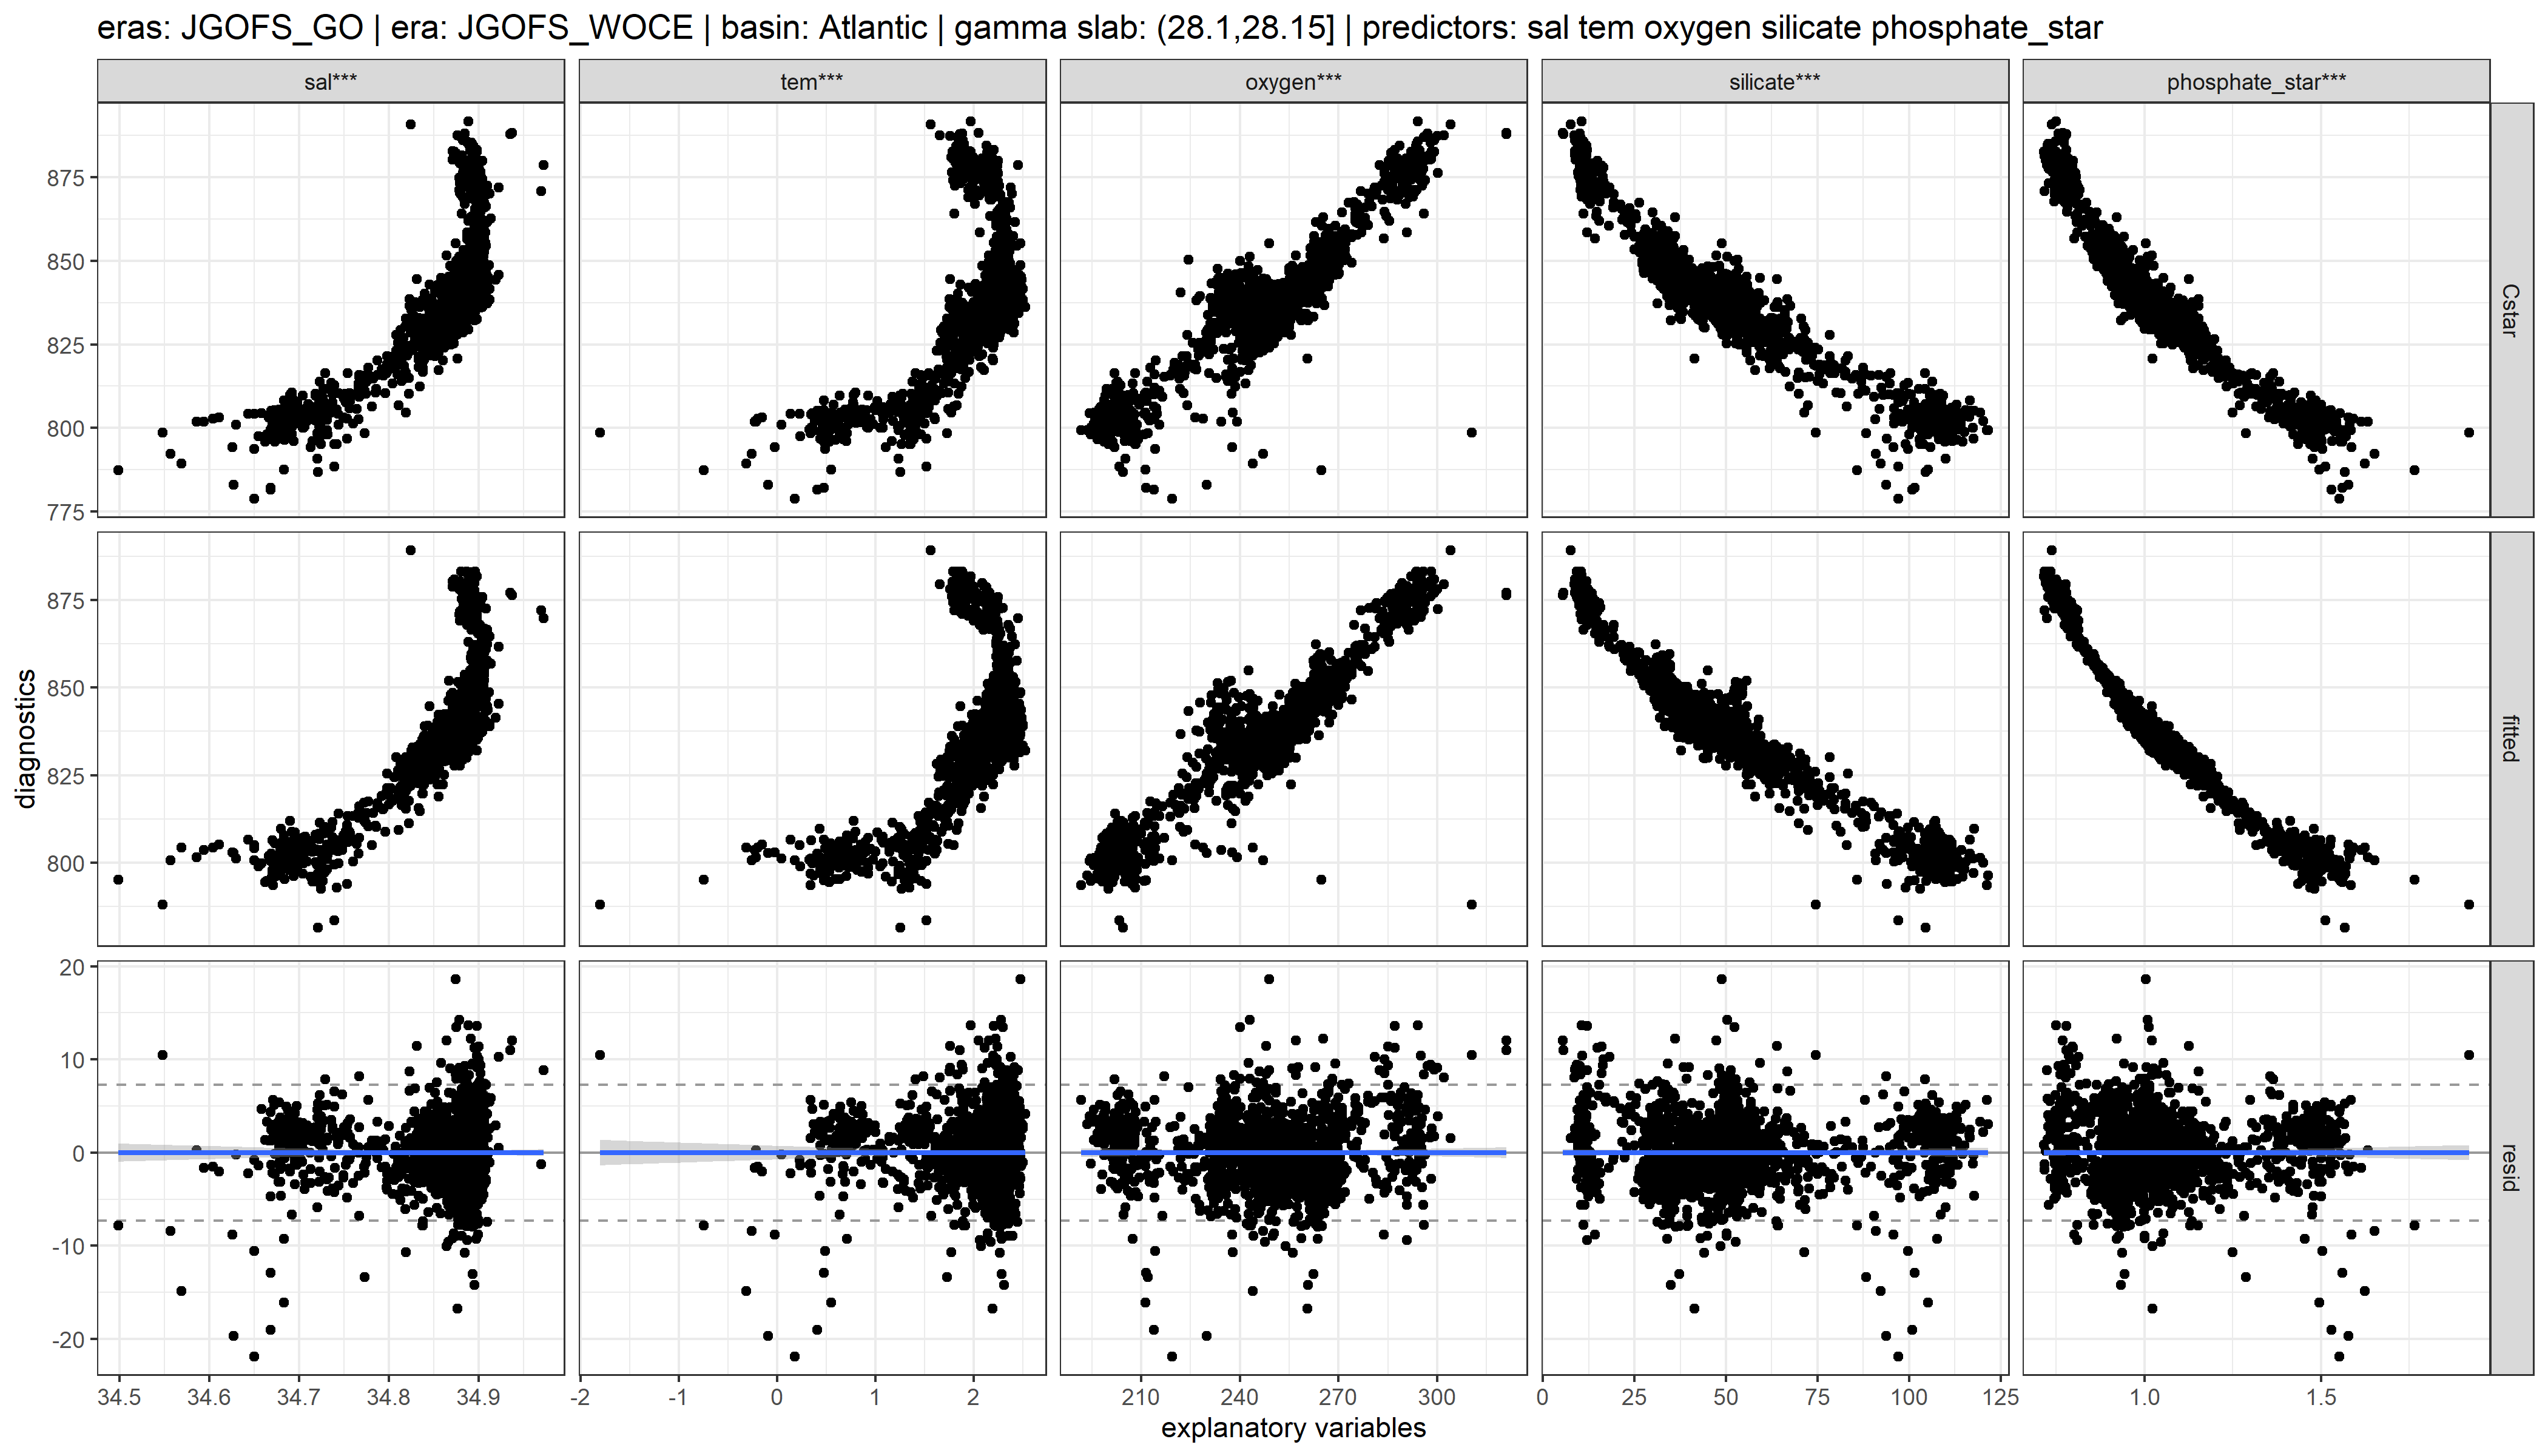 eras: JGOFS_GO | era: JGOFS_WOCE | basin: Atlantic | gamma slab: (28.1,28.15] | predictors: sal tem oxygen silicate phosphate_star
sal*** tem*** oxygen*** silicate*** phosphate_star***
875
850
825
800
775
Cstar
875
850
825
800
fitted
diagnostics
20
10
0
-10
-20
resid
34.5 34.6 34.7 34.8 34.9 -2 -1 0 1 2 210 240 270 300 0 25 50 75 100 125 1.0 1.5
explanatory variables